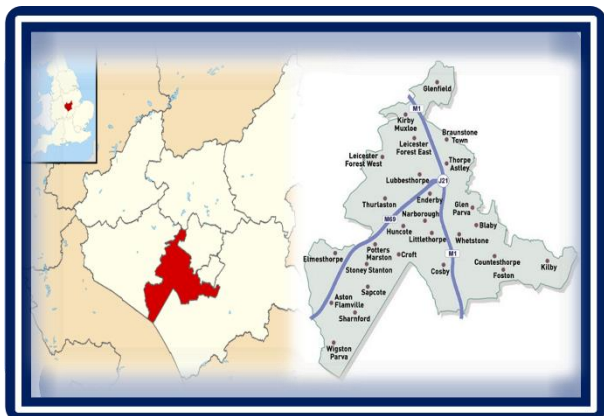 Glenfield
M1
Kirby
Muxloe
Braunstone
Town
Leicester
Forest East
Leicester
Forest West
Thorpe
Astley
Lubbesthorpe
J21
Enderby
Thurlaston
Glen
Parva
M69
Narborough
Blaby
Huncote
Littlethorpe
Whetstone
Potters
Marston
Croft
M1
Elmesthorpe
Countesthorpe
Stoney Stanton
Cosby
Kilby
Foston
Sapcote
Aston
Flamville
Sharnford
Wigston
Parva